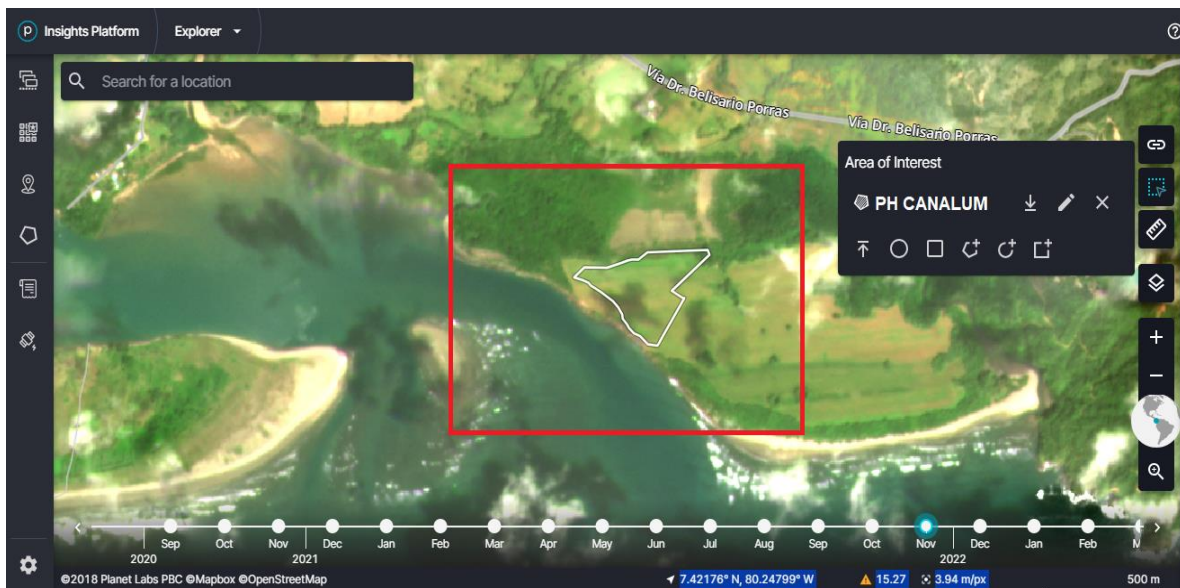 p Insights Platform Explorer
Search for a location
Vía Dr. Belisario Porras
Vía Dr. Belisario Porras
Area of Interest
PH CANALUM
Sep Oct Nov Dec Jan Feb Mar Apr May Jun Jul Aug Sep Oct Nov Dec Jan Feb M
2020 2021 2022
©2018 Planet Labs PBC ©Mapbox ©OpenStreetMap 7.42176° N, 80.24799° W 15.27 3.94 m/px 500 m